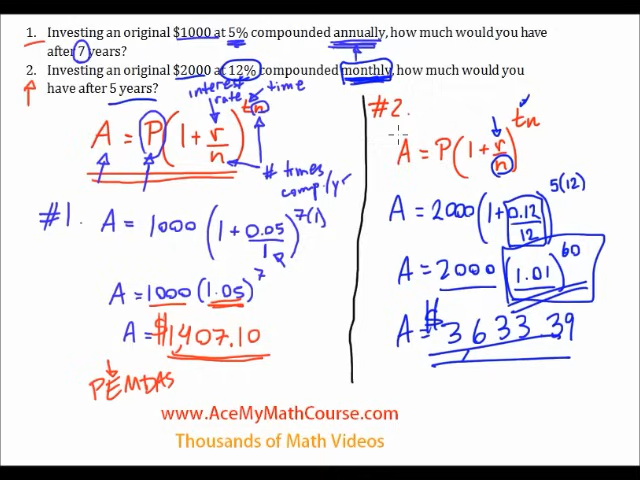 1. Investing an original $1000 at 5% compounded annually, how much would you have
after 7 years?
2. Investing an original $2000 at 12% compounded monthly, how much would you
have after 5 years?
interest
rate
time
A = P(1 + r/n)^tn
# times
comp/yr
#1. A = 1000 (1 + 0.05/1)^7(1)
A = 1000 (1.05)^7
A = $1,407.10
PEMDAS
#2.
A = P(1 + r/n)^tn
A = 2000 (1 + 0.12/12)^5(12)
A = 2000 (1.01)^60
A = $3,633.39
www.AceMyMathCourse.com
Thousands of Math Videos